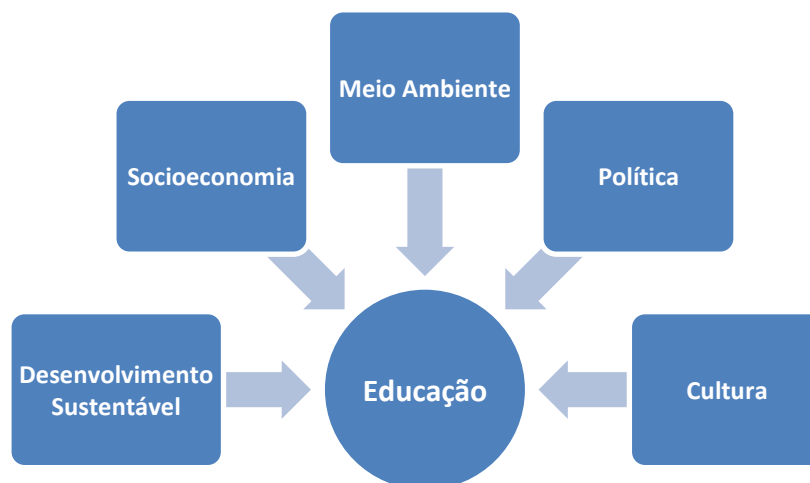 Meio Ambiente
Socioeconomia
Política
Desenvolvimento
Sustentável
Educação
Cultura